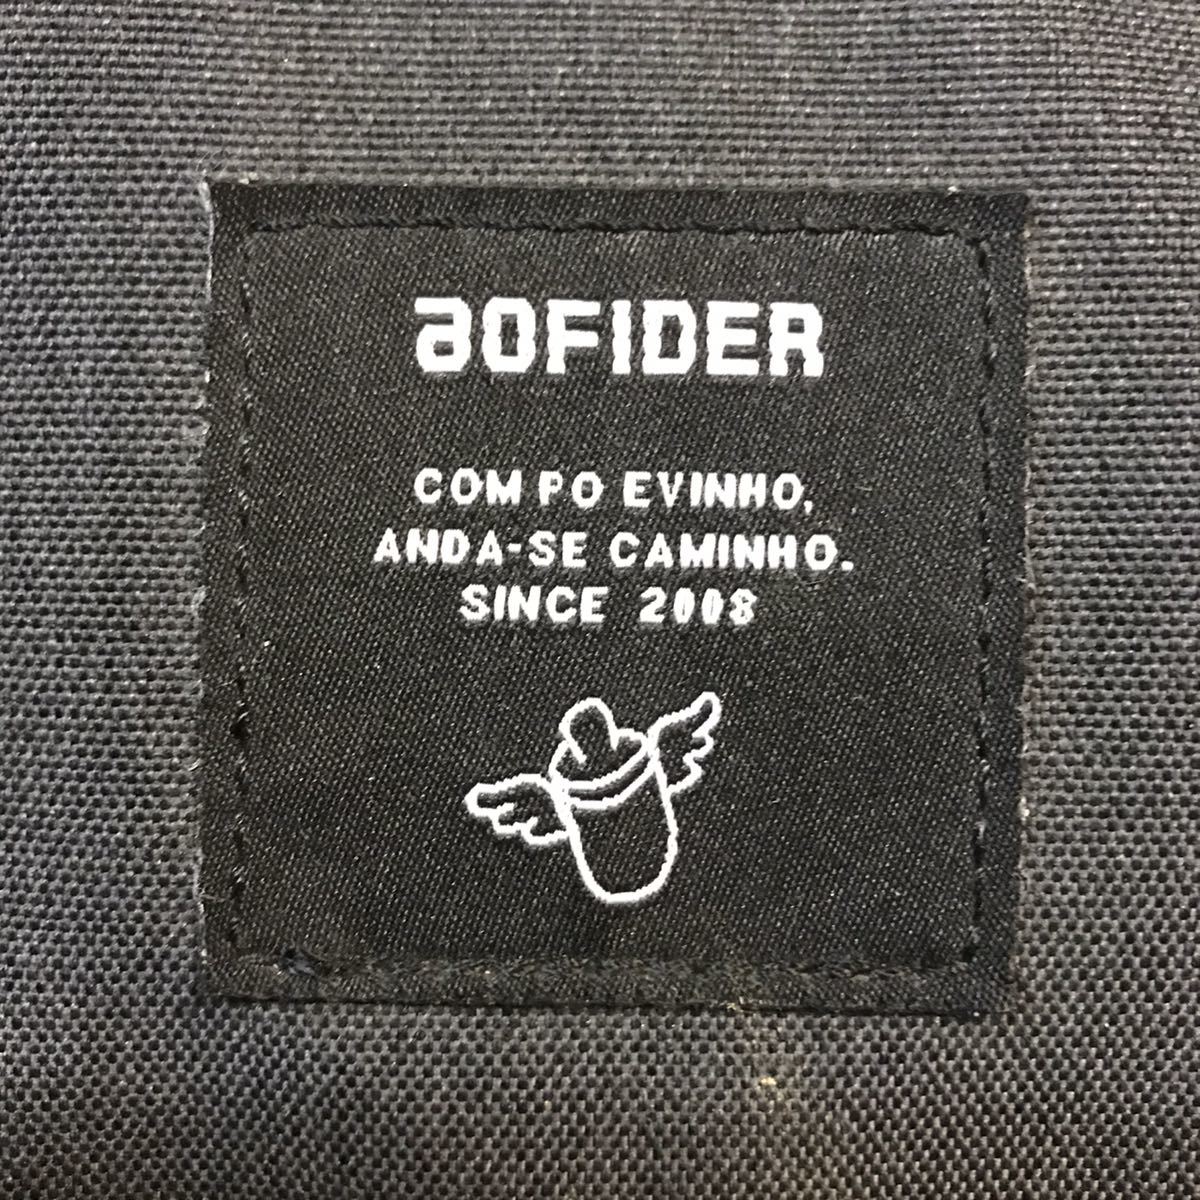 aOFIDER
COM PO EVINHO,
ANDA-SE CAMINHO.
SINCE 2008